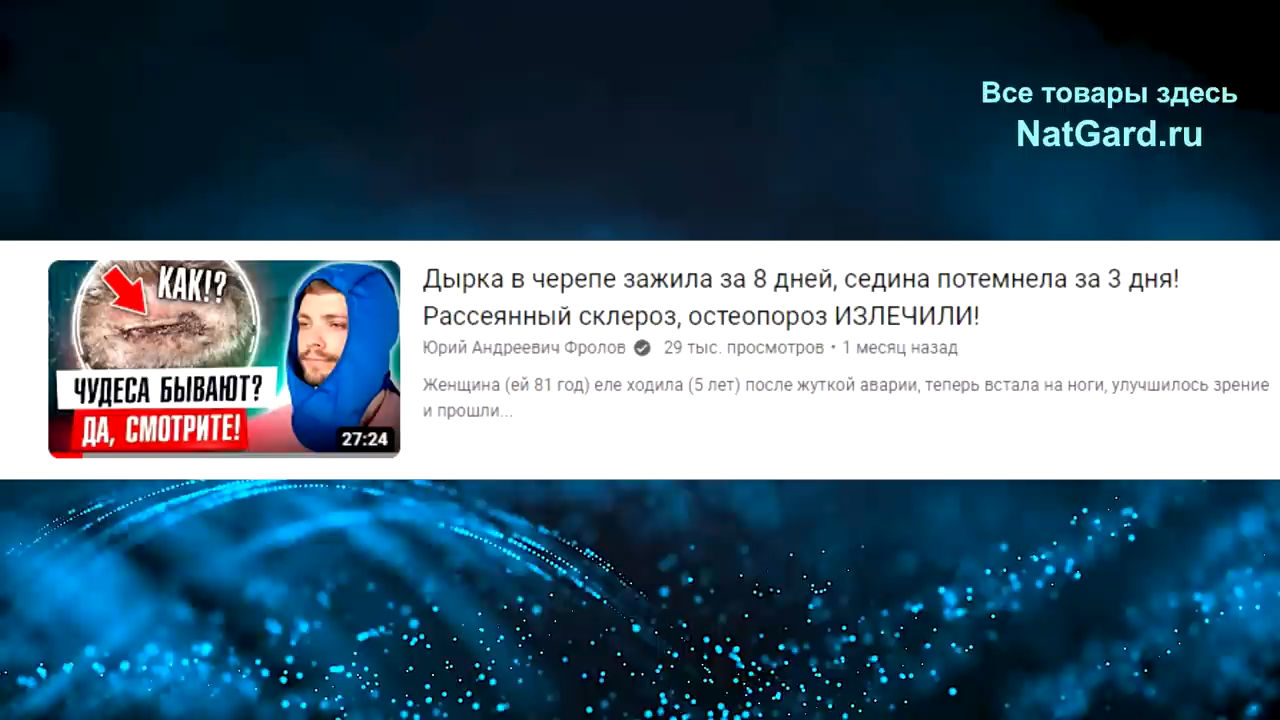 Все товары здесь
NatGard.ru
КАК!?
ЧУДЕСА БЫВАЮТ?
ДА, СМОТРИТЕ!
27:24
Дырка в черепе зажила за 8 дней, седина потемнела за 3 дня!
Рассеянный склероз, остеопороз ИЗЛЕЧИЛИ!
Юрий Андреевич Фролов 29 тыс. просмотров • 1 месяц назад
Женщина (ей 81 год) еле ходила (5 лет) после жуткой аварии, теперь встала на ноги, улучшилось зрение
и прошли...